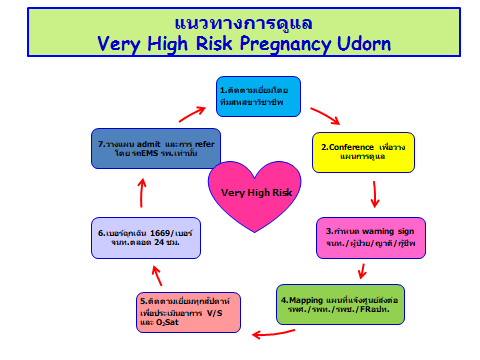 แนวทางการดูแล
Very High Risk Pregnancy Udorn
1.ติดตามเยี่ยมโดย
ทีมสหสาขาวิชาชีพ
2.Conference เพื่อวาง
แผนการดูแล
3.กำหนด warning sign
จนท./ผู้ป่วย/ญาติ/กู้ชีพ
4.Mapping แผนที่แจ้งศูนย์ส่งต่อ
รพศ./รพท./รพช./FRอปท.
5.ติดตามเยี่ยมทุกสัปดาห์
เพื่อประเมินอาการ V/S
และ O₂Sat
6.เบอร์ฉุกเฉิน 1669/เบอร์
จนท.ตลอด 24 ชม.
7.วางแผน admit และการ refer
โดย รถEMS รพ.เท่านั้น
Very High Risk